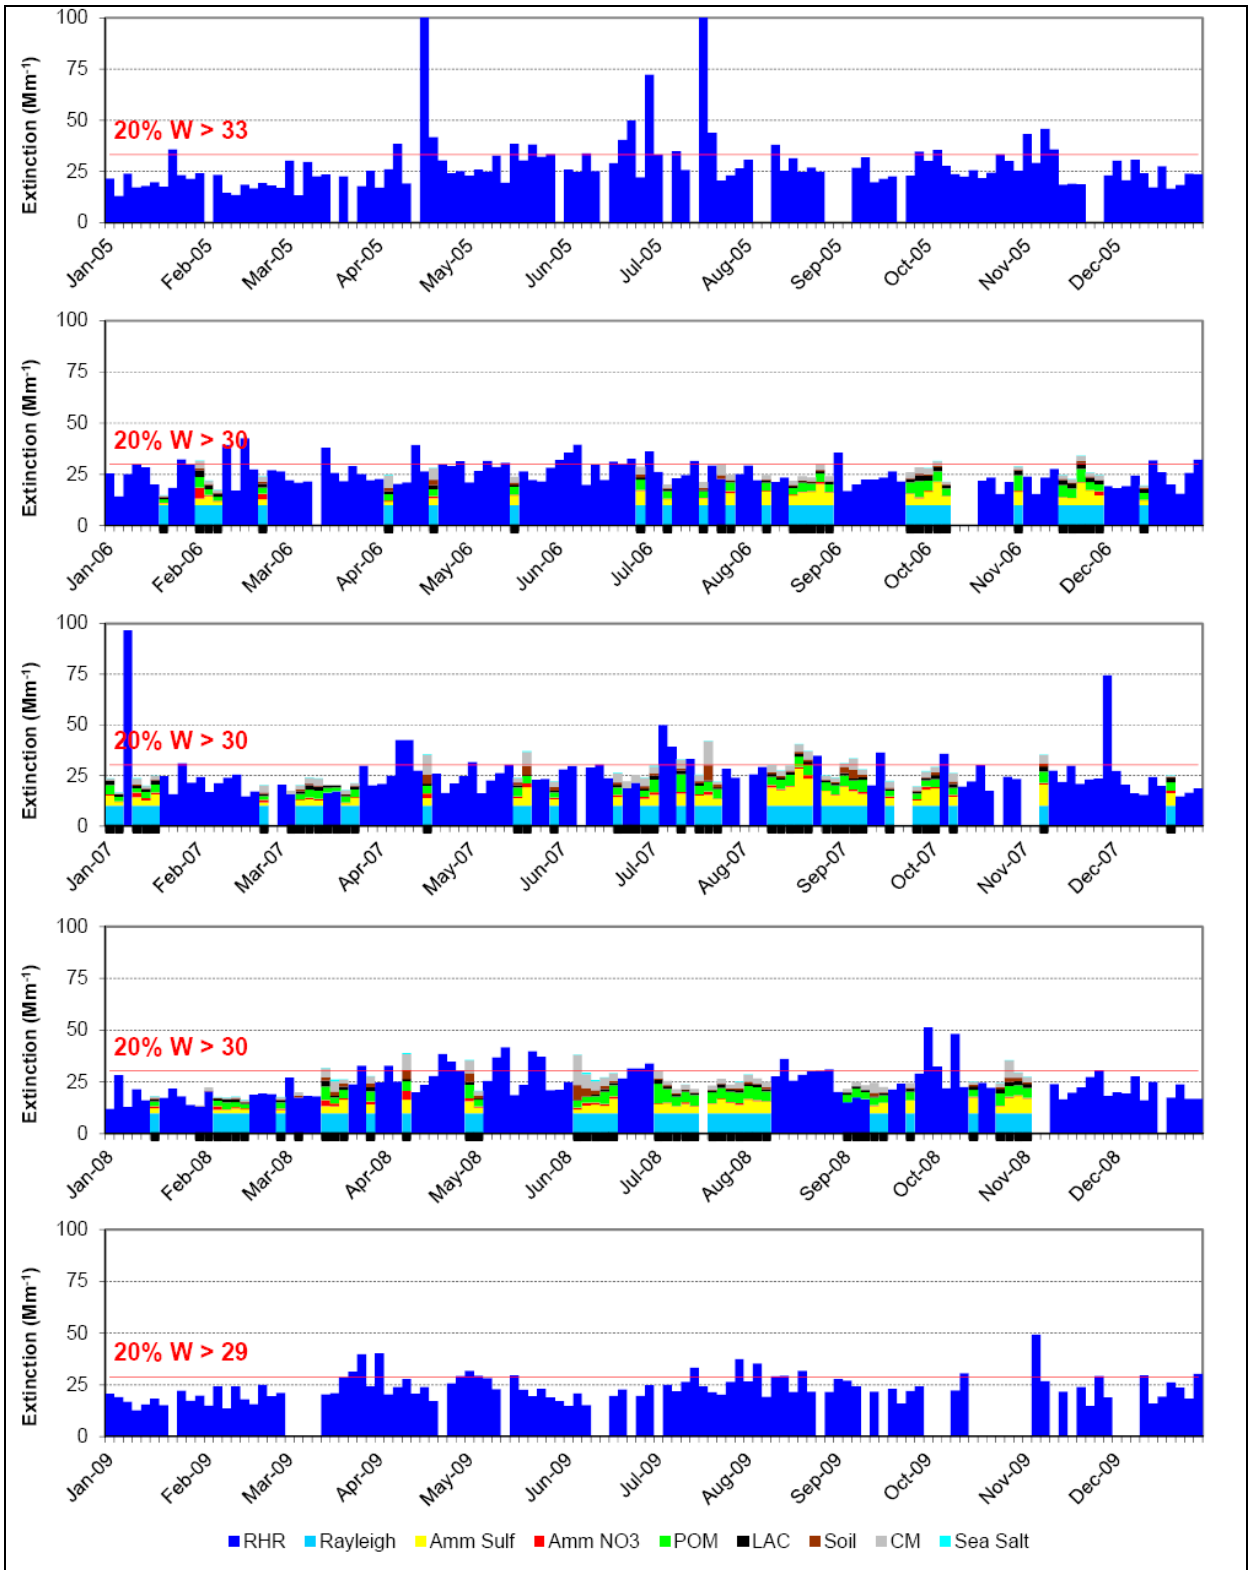 Extinction (Mm⁻¹)
100
75
50
25
0
20% W > 33
Jan-05 Feb-05 Mar-05 Apr-05 May-05 Jun-05 Jul-05 Aug-05 Sep-05 Oct-05 Nov-05 Dec-05
Extinction (Mm⁻¹)
100
75
50
25
0
20% W > 30
Jan-06 Feb-06 Mar-06 Apr-06 May-06 Jun-06 Jul-06 Aug-06 Sep-06 Oct-06 Nov-06 Dec-06
Extinction (Mm⁻¹)
100
75
50
25
0
20% W > 30
Jan-07 Feb-07 Mar-07 Apr-07 May-07 Jun-07 Jul-07 Aug-07 Sep-07 Oct-07 Nov-07 Dec-07
Extinction (Mm⁻¹)
100
75
50
25
0
20% W > 30
Jan-08 Feb-08 Mar-08 Apr-08 May-08 Jun-08 Jul-08 Aug-08 Sep-08 Oct-08 Nov-08 Dec-08
Extinction (Mm⁻¹)
100
75
50
25
0
20% W > 29
Jan-09 Feb-09 Mar-09 Apr-09 May-09 Jun-09 Jul-09 Aug-09 Sep-09 Oct-09 Nov-09 Dec-09
RHR Rayleigh Amm Sulf Amm NO3 POM LAC Soil CM Sea Salt